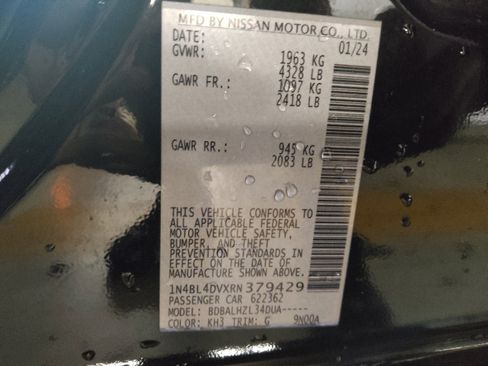 MFD BY NISSAN MOTOR CO., LTD.
DATE: 01/24
GVWR: 1963 KG
4328 LB
GAWR FR.: 1097 KG
2418 LB
GAWR RR.: 945 KG
2083 LB
THIS VEHICLE CONFORMS TO
ALL APPLICABLE FEDERAL
MOTOR VEHICLE SAFETY,
BUMPER, AND THEFT
PREVENTION STANDARDS
IN EFFECT ON THE DATE OF
MANUFACTURE SHOWN ABOVE.
1N4BL4DVXRN379429
PASSENGER CAR 622362
MODEL: BDBALHZL34DUA-----
COLOR: KH3 TRIM: G 9N00A